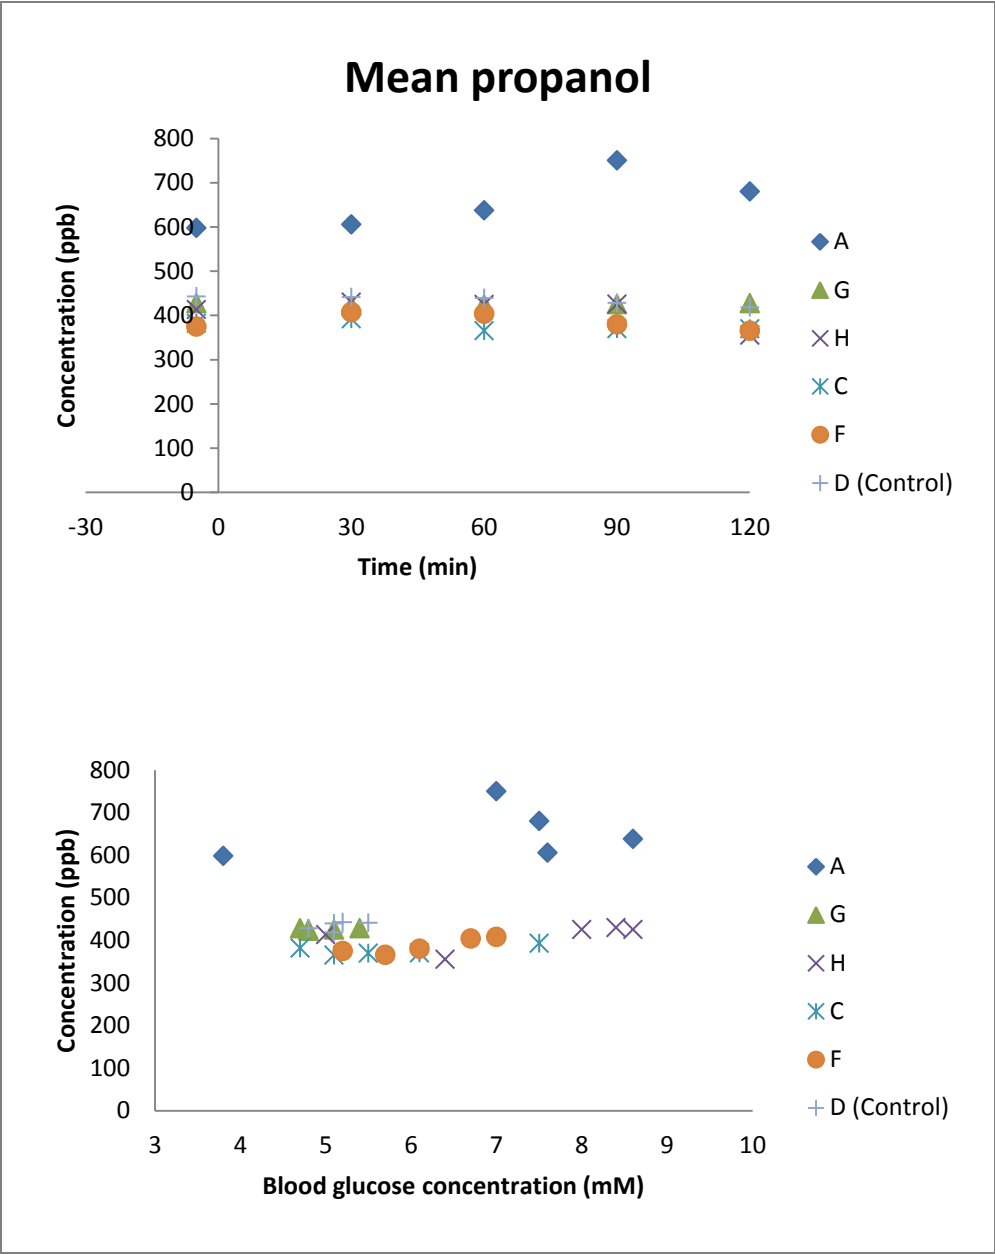 Mean propanol
800
700
600
500
400
300
200
100
0
-30 0 30 60 90 120
Time (min)
Concentration (ppb)
A
G
H
C
F
D (Control)
800
700
600
500
400
300
200
100
0
3 4 5 6 7 8 9 10
Blood glucose concentration (mM)
Concentration (ppb)
A
G
H
C
F
D (Control)